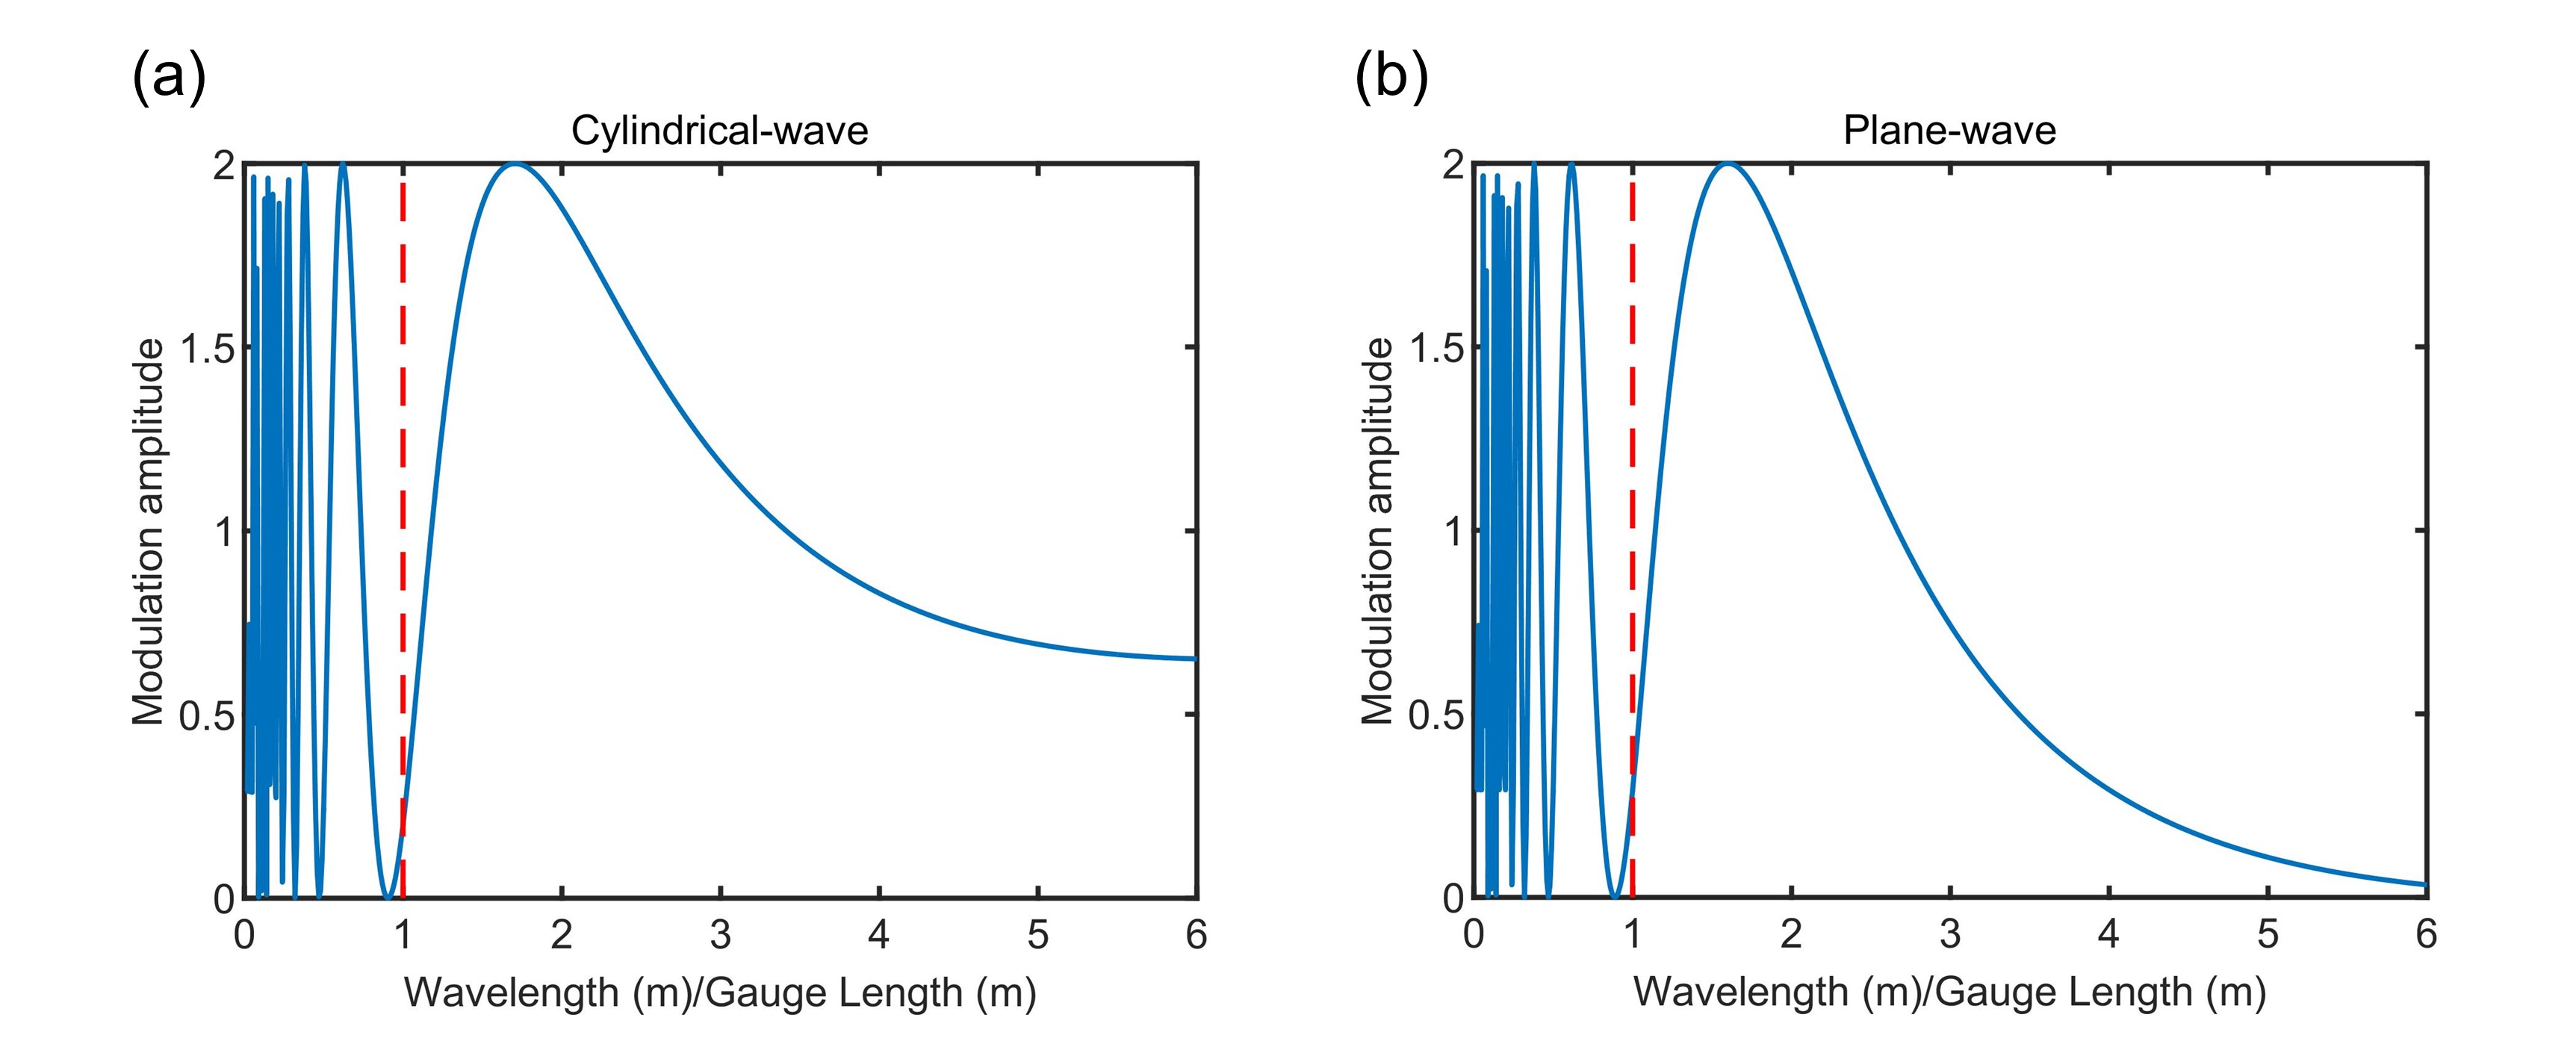 (a)
Cylindrical-wave
Modulation amplitude
2
1.5
1
0.5
0
0 1 2 3 4 5 6
Wavelength (m)/Gauge Length (m)
(b)
Plane-wave
Modulation amplitude
2
1.5
1
0.5
0
0 1 2 3 4 5 6
Wavelength (m)/Gauge Length (m)